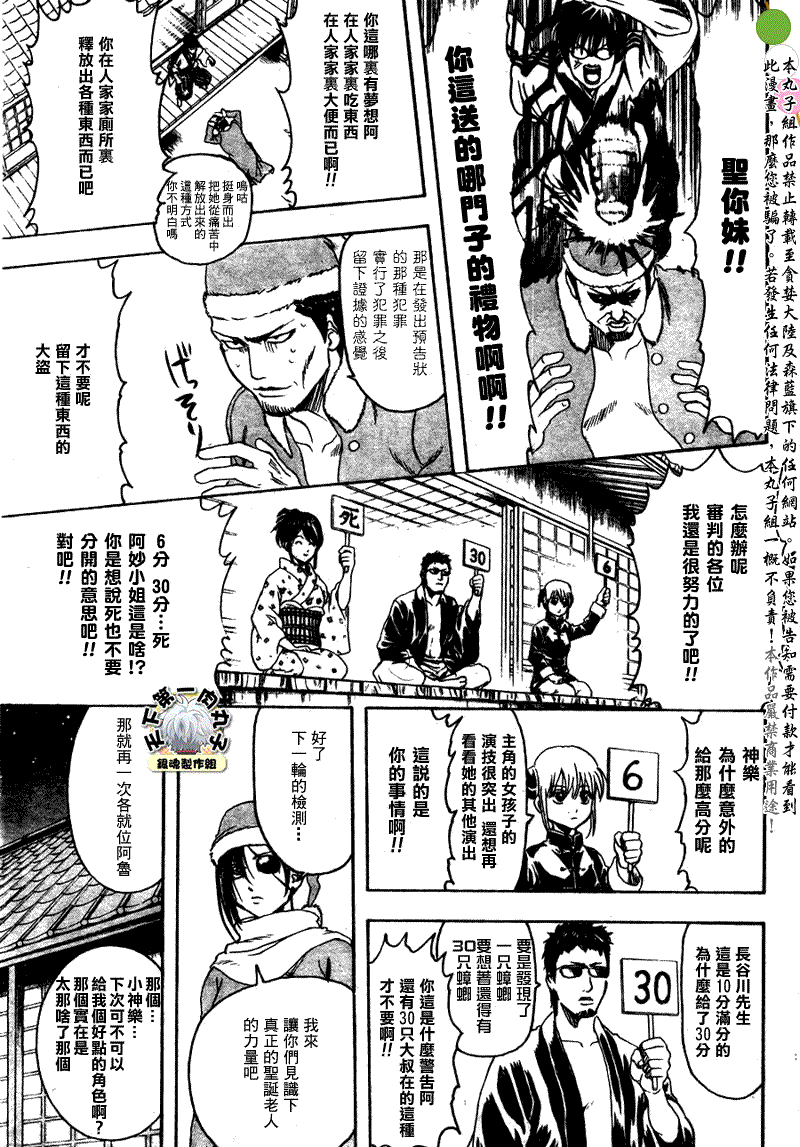 本丸子組作品禁止轉載至貪婪大陸及森藍旗下的任何網站。如果您被告知需要付款才能看到
此漫畫，那麼您被騙了。若發生任何法律問題，本丸子組一概不負責！本作品嚴禁商業用途！
聖你妹!!
你這送的哪門子的禮物啊啊!!
你這哪裏有夢想阿
在人家家裏吃東西
在人家家裏大便而已啊!!
你在人家家廁所裏
釋放出各種東西而已吧
嗚咕
挺身而出
把她從痛苦中
解放出來的
這種方式
你不明白嗎
那是在發出預告狀
的那種犯罪
實行了犯罪之後
留下證據的感覺
げっそり
才不要呢
留下這種東西的
大盜
怎麼辦呢
審判的各位
我還是很努力的了吧!!
6
30
死
6分 30分…死
阿妙小姐這是啥!?
你是想說死也不要
分開的意思吧!!
對吧!!
神樂
為什麼意外的
給那麼高分呢
6
主角的女孩子的
演技很突出 還想再
看看她的其他演出
這説的是
你的事情啊!!
長谷川先生
這是10分滿分的
為什麼給了30分
30
要是發現了
一只蟑螂
要想著還得有
30只蟑螂
你這是什麼警告阿
還有30只大叔在的這種
才不要啊!!
好了
下一輪的檢測…
我來
讓你們見識下
真正的聖誕老人
的力量吧
那就再一次各就位阿魯
天下第一肉丸子
銀魂製作組
那個…
小神樂…
下次可不可以
給我個好點的角色啊?
那個實在是
太那啥了那個